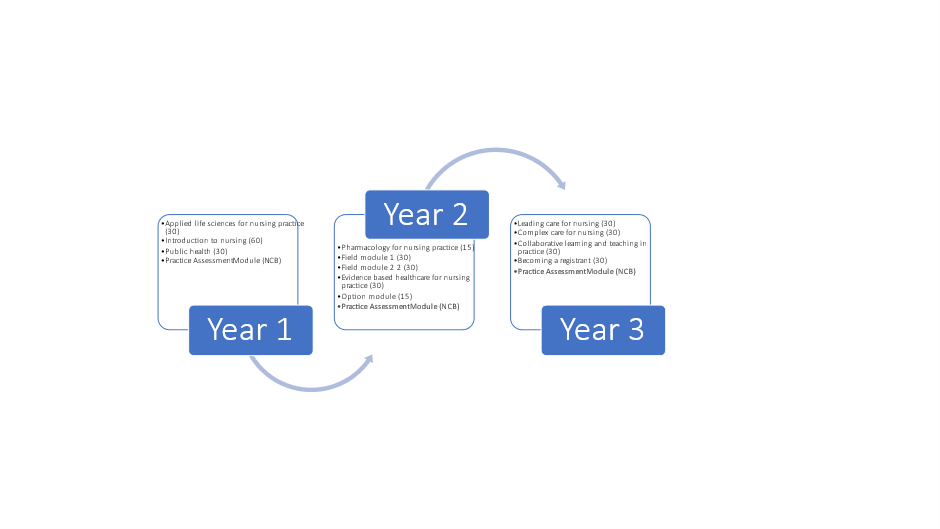 •Applied life sciences for nursing practice
(30)
•Introduction to nursing (60)
•Public health (30)
•Practice AssessmentModule (NCB)
Year 1
Year 2
•Pharmacology for nursing practice (15)
•Field module 1 (30)
•Field module 2 2 (30)
•Evidence based healthcare for nursing
practice (30)
•Option module (15)
•Practice AssessmentModule (NCB)
•Leading care for nursing (30)
•Complex care for nursing (30)
•Collaborative learning and teaching in
practice (30)
•Becoming a registrant (30)
•Practice AssessmentModule (NCB)
Year 3